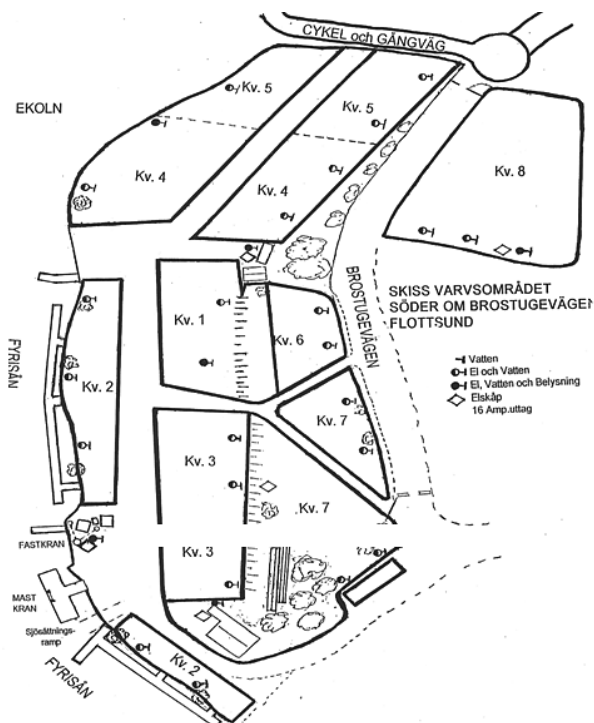 CYKEL och GÅNGVÄG
EKOLN
Kv. 5
Kv. 5
Kv. 4
Kv. 4
Kv. 8
BROSTUGEVÄGEN
SKISS VARVSOMRÅDET
SÖDER OM BROSTUGEVÄGEN
FLOTTSUND
Vatten
El och Vatten
El, Vatten och Belysning
Elskåp
16 Amp.uttag
FYRISÅN
Kv. 1
Kv. 6
Kv. 2
Kv. 7
Kv. 3
Kv. 7
Kv. 3
FASTKRAN
MAST
KRAN
Sjösättnings-
ramp
Kv. 2
FYRISÅN